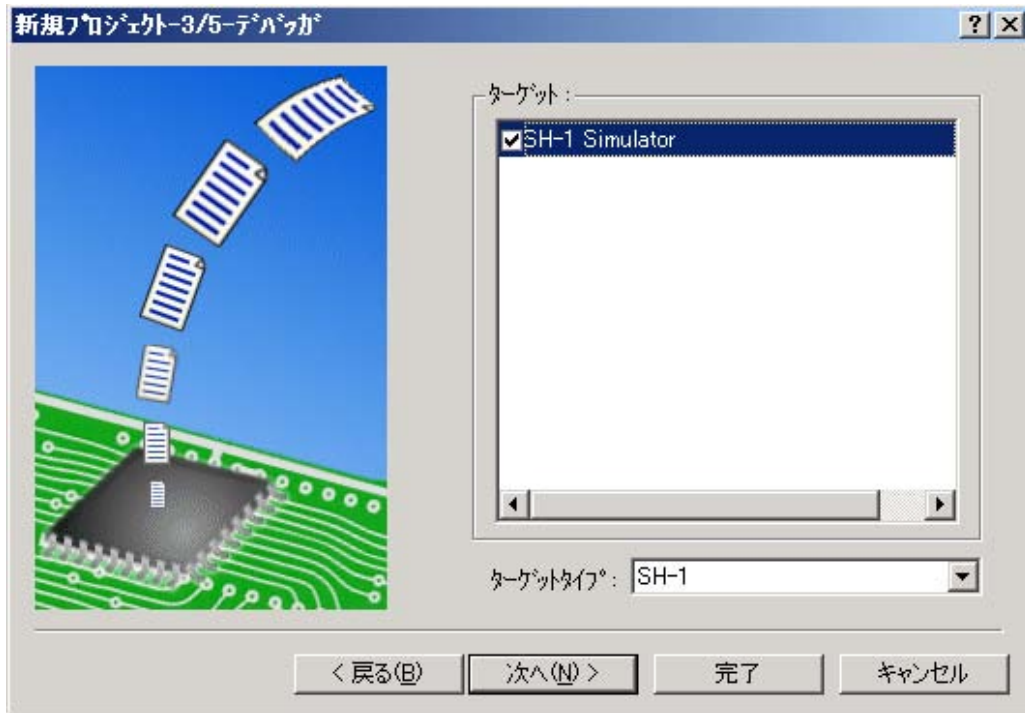 新規ﾌﾟﾛｼﾞｪｸﾄ-3/5-ﾃﾞﾊﾞｯｶﾞ
ﾀｰｹﾞｯﾄ :
SH-1 Simulator
ﾀｰｹﾞｯﾄﾀｲﾌﾟ : SH-1
< 戻る(B)
次へ(N) >
完了
キャンセル